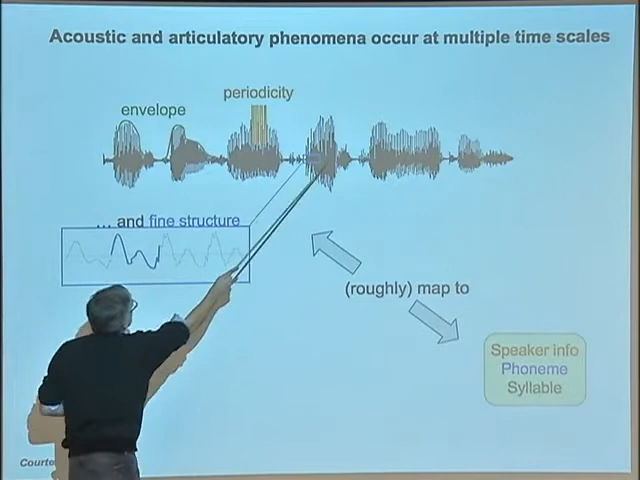 Acoustic and articulatory phenomena occur at multiple time scales
periodicity
envelope
... and fine structure
(roughly) map to
Speaker info
Phoneme
Syllable